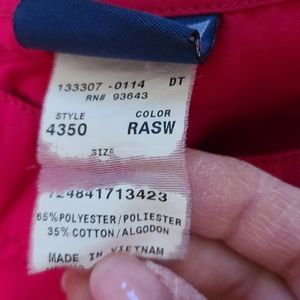 133307 -0114 DT
RN# 93643
STYLE COLOR
4350 RASW
SIZE
724841713423
65%POLYESTER/POLIESTER
35% COTTON/ALGODON
MADE IN VIETNAM